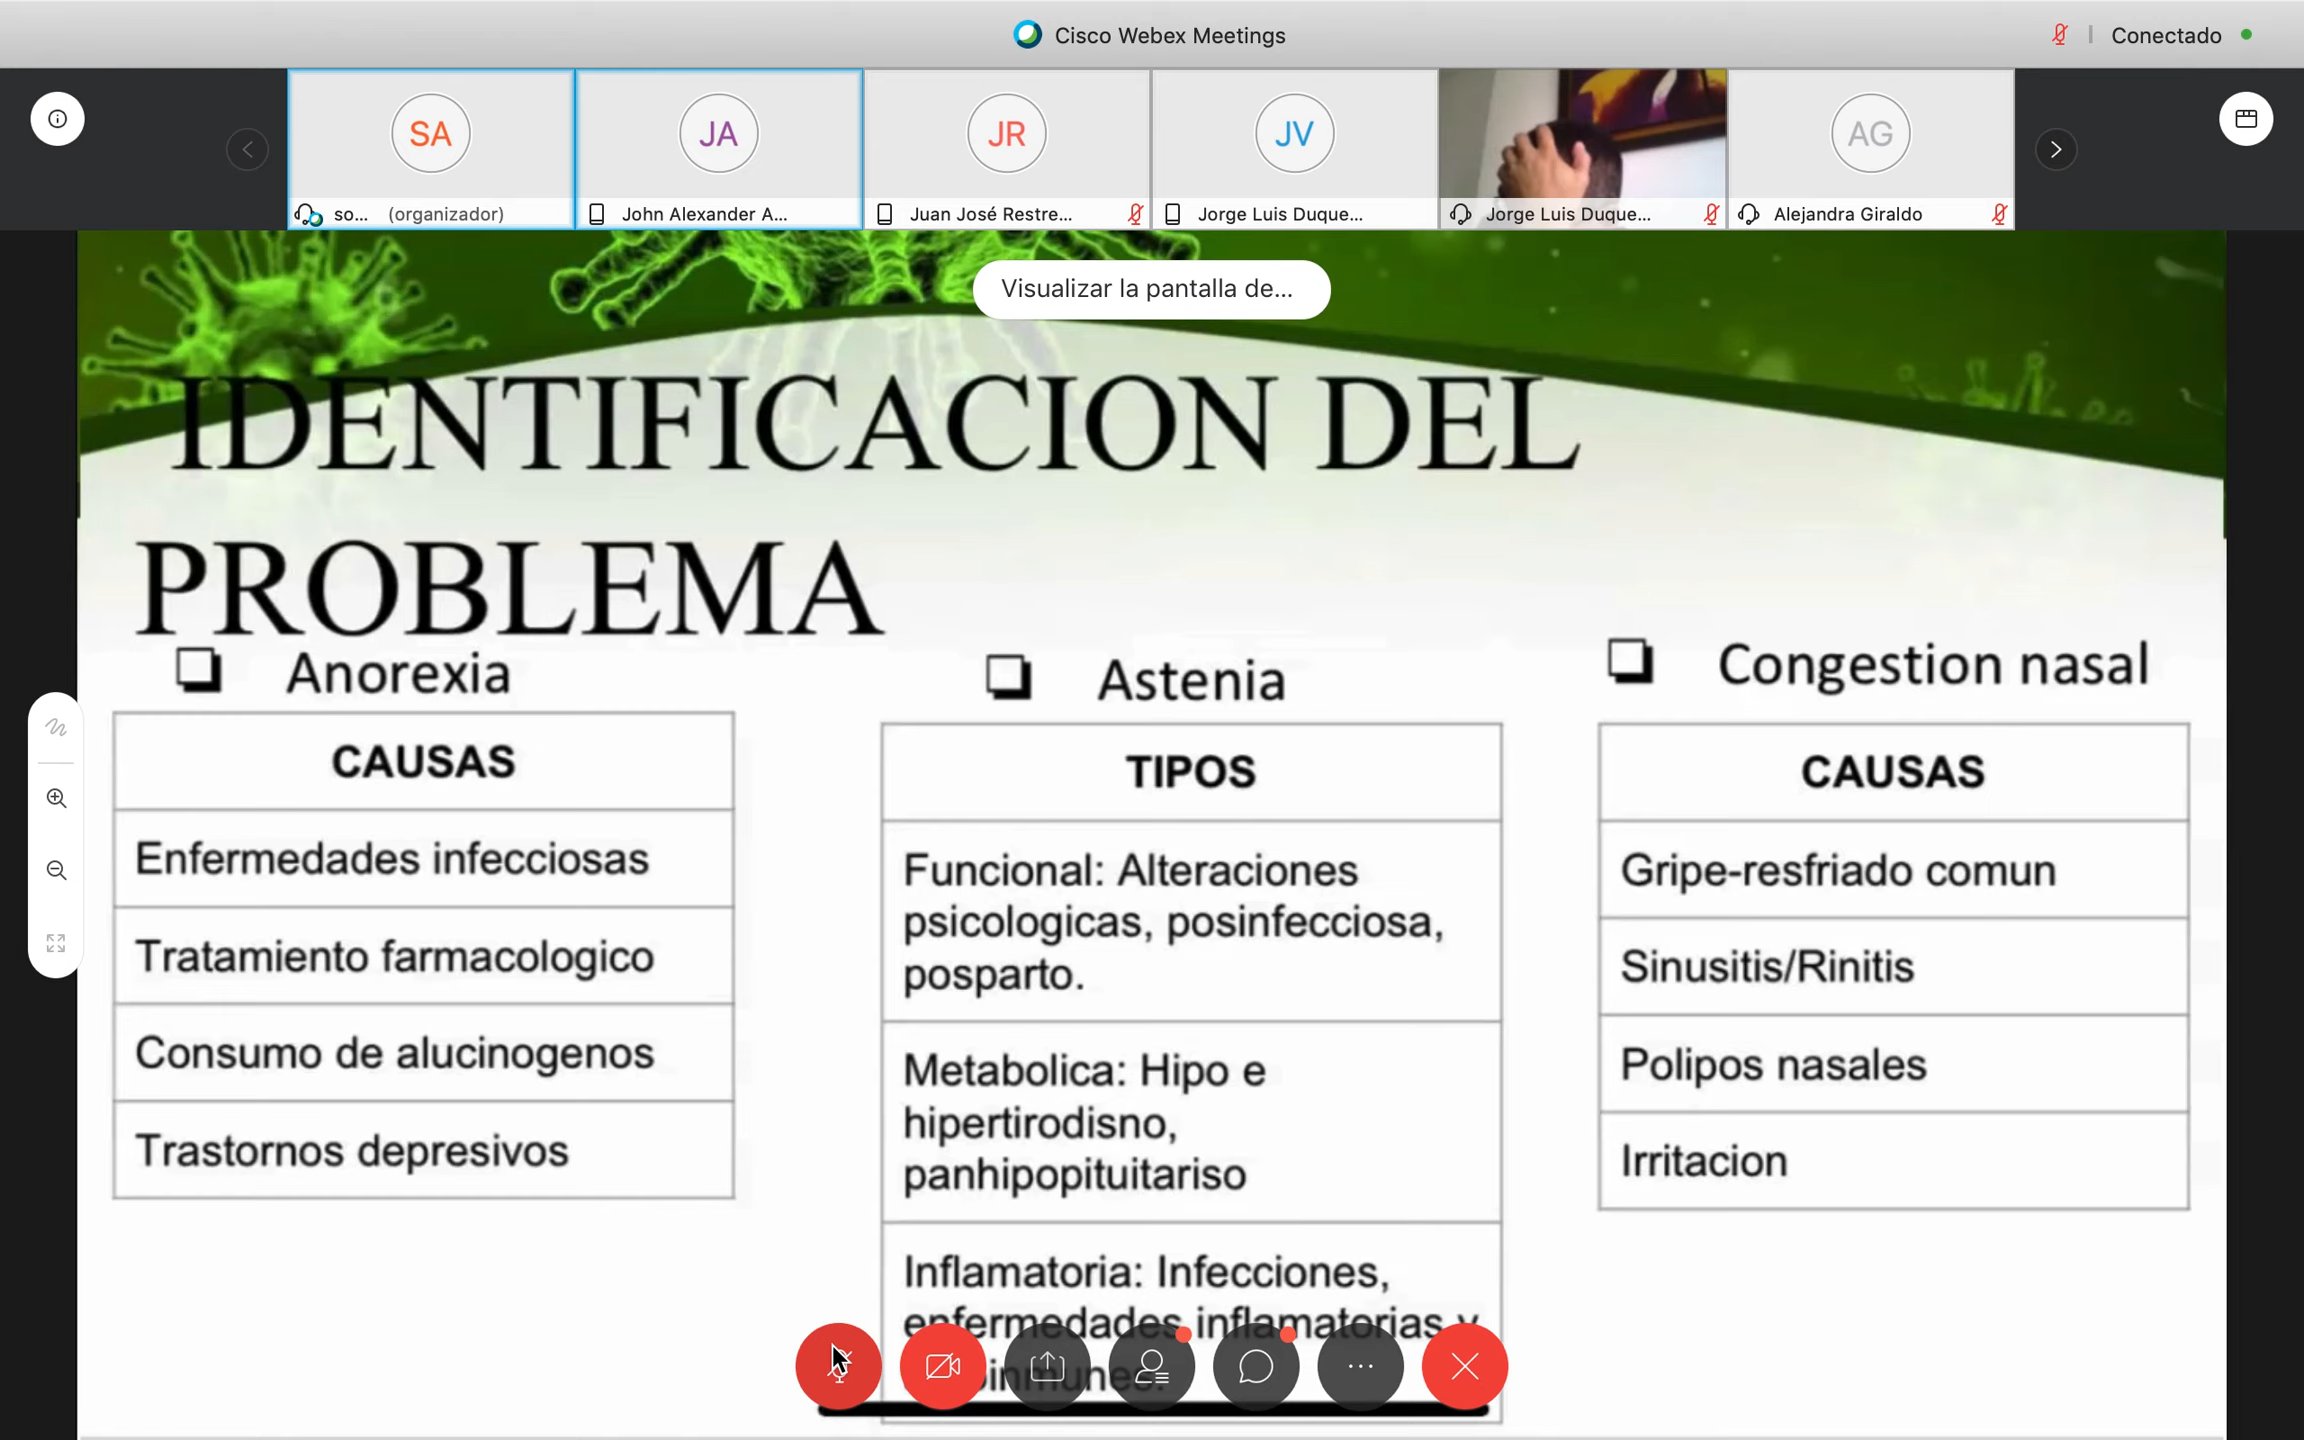 Cisco Webex Meetings
Conectado
SA
JA
JR
JV
AG
so... (organizador)
John Alexander A...
Juan José Restre...
Jorge Luis Duque...
Jorge Luis Duque...
Alejandra Giraldo
Visualizar la pantalla de...
IDENTIFICACION DEL
PROBLEMA
Anorexia
CAUSAS
Enfermedades infecciosas
Tratamiento farmacologico
Consumo de alucinogenos
Trastornos depresivos
Astenia
TIPOS
Funcional: Alteraciones
psicologicas, posinfecciosa,
posparto.
Metabolica: Hipo e
hipertirodisno,
panhipopituitariso
Inflamatoria: Infecciones,
enfermedades inflamatorias y
Congestion nasal
CAUSAS
Gripe-resfriado comun
Sinusitis/Rinitis
Polipos nasales
Irritacion